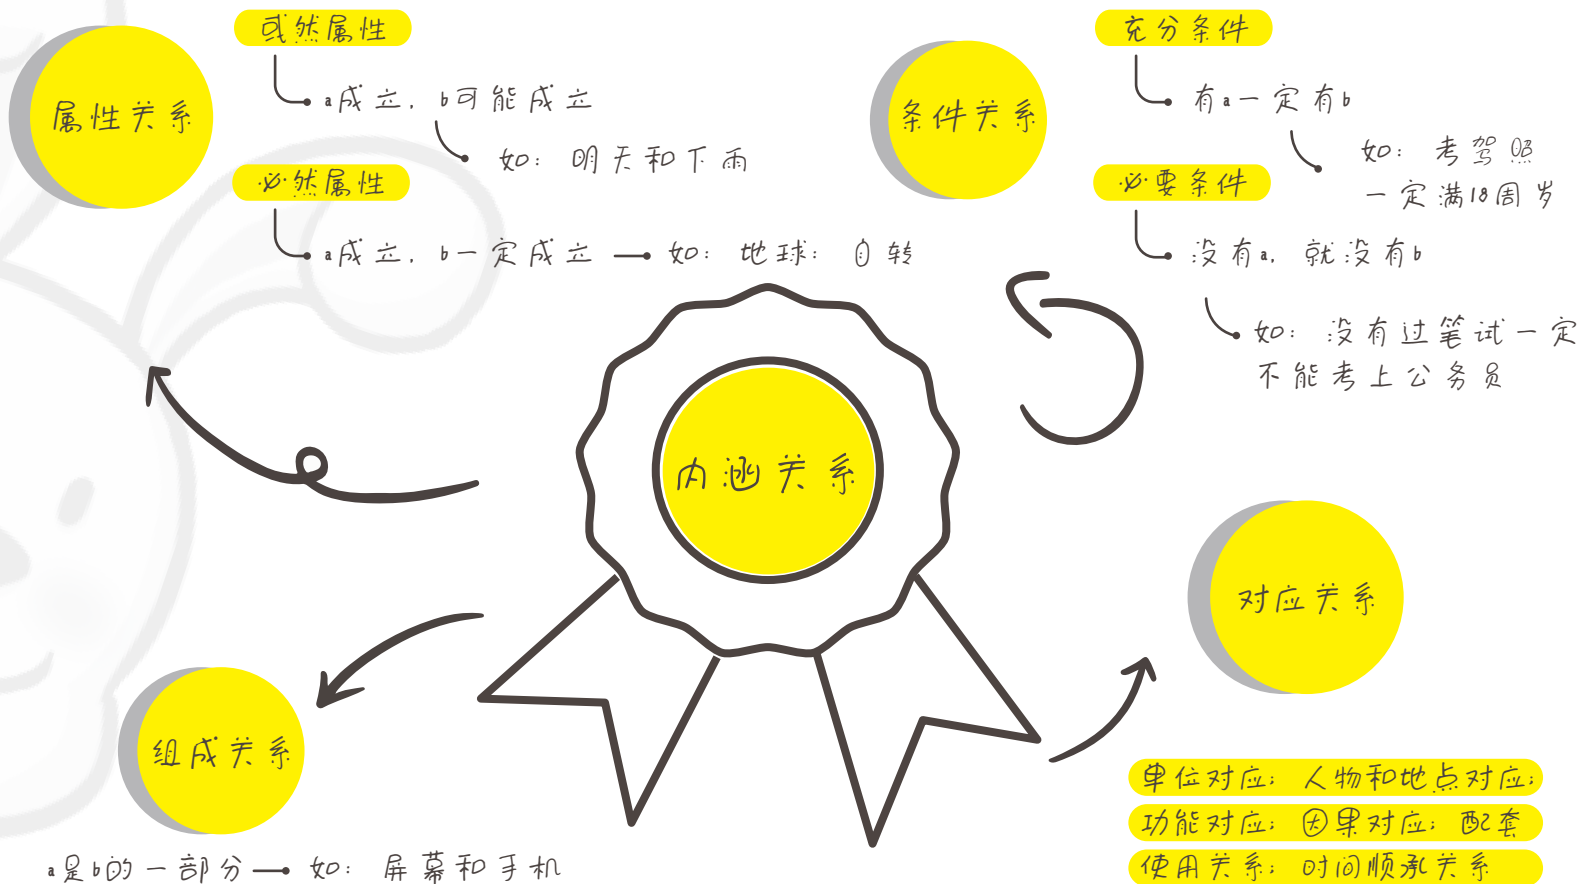 属性关系
或然属性
a成立，b可能成立
如：明天和下雨
必然属性
a成立，b一定成立
如：地球：自转
条件关系
充分条件
有a一定有b
如：考驾照
一定满18周岁
必要条件
没有a，就没有b
如：没有过笔试一定
不能考上公务员
内涵关系
组成关系
a是b的一部分
如：屏幕和手机
对应关系
单位对应；人物和地点对应；
功能对应；因果对应；配套
使用关系；时间顺承关系